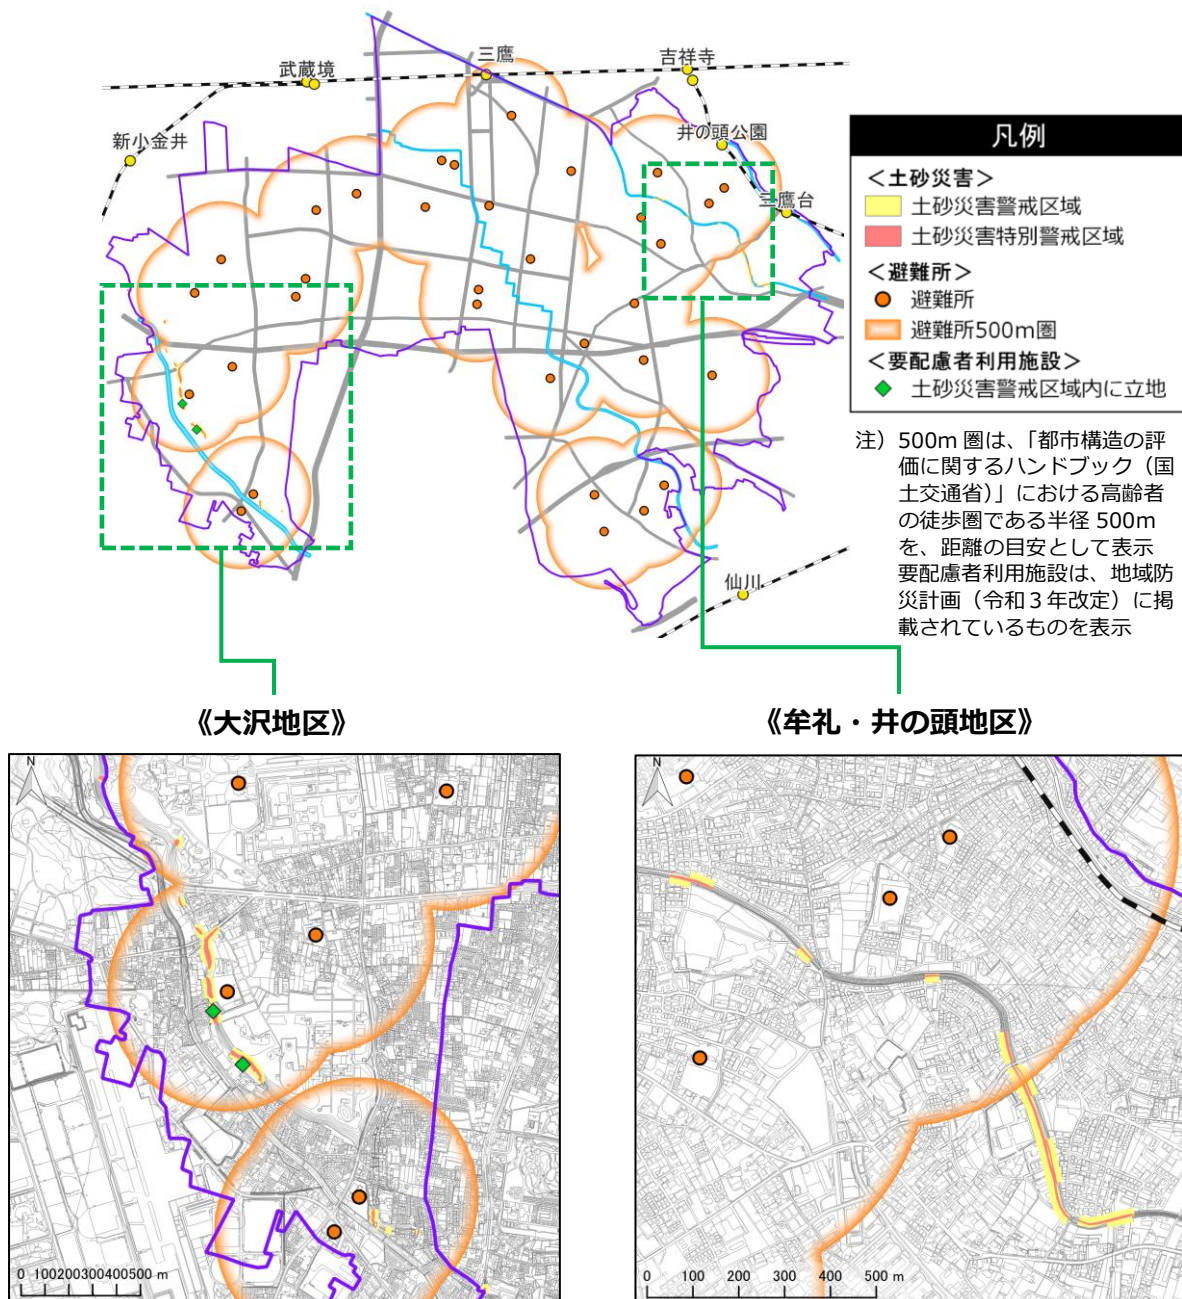 三鷹
吉祥寺
武蔵境
井の頭公園
新小金井
三鷹台
仙川
凡例
＜土砂災害＞
土砂災害警戒区域
土砂災害特別警戒区域
＜避難所＞
避難所
避難所500m圏
＜要配慮者利用施設＞
土砂災害警戒区域内に立地
注）500m 圏は、「都市構造の評
価に関するハンドブック（国
土交通省）」における高齢者
の徒歩圏である半径 500m
を、距離の目安として表示
要配慮者利用施設は、地域防
災計画（令和３年改定）に掲
載されているものを表示
《大沢地区》
《牟礼・井の頭地区》
N
N
0 100200300400500 m
0 100 200 300 400 500 m